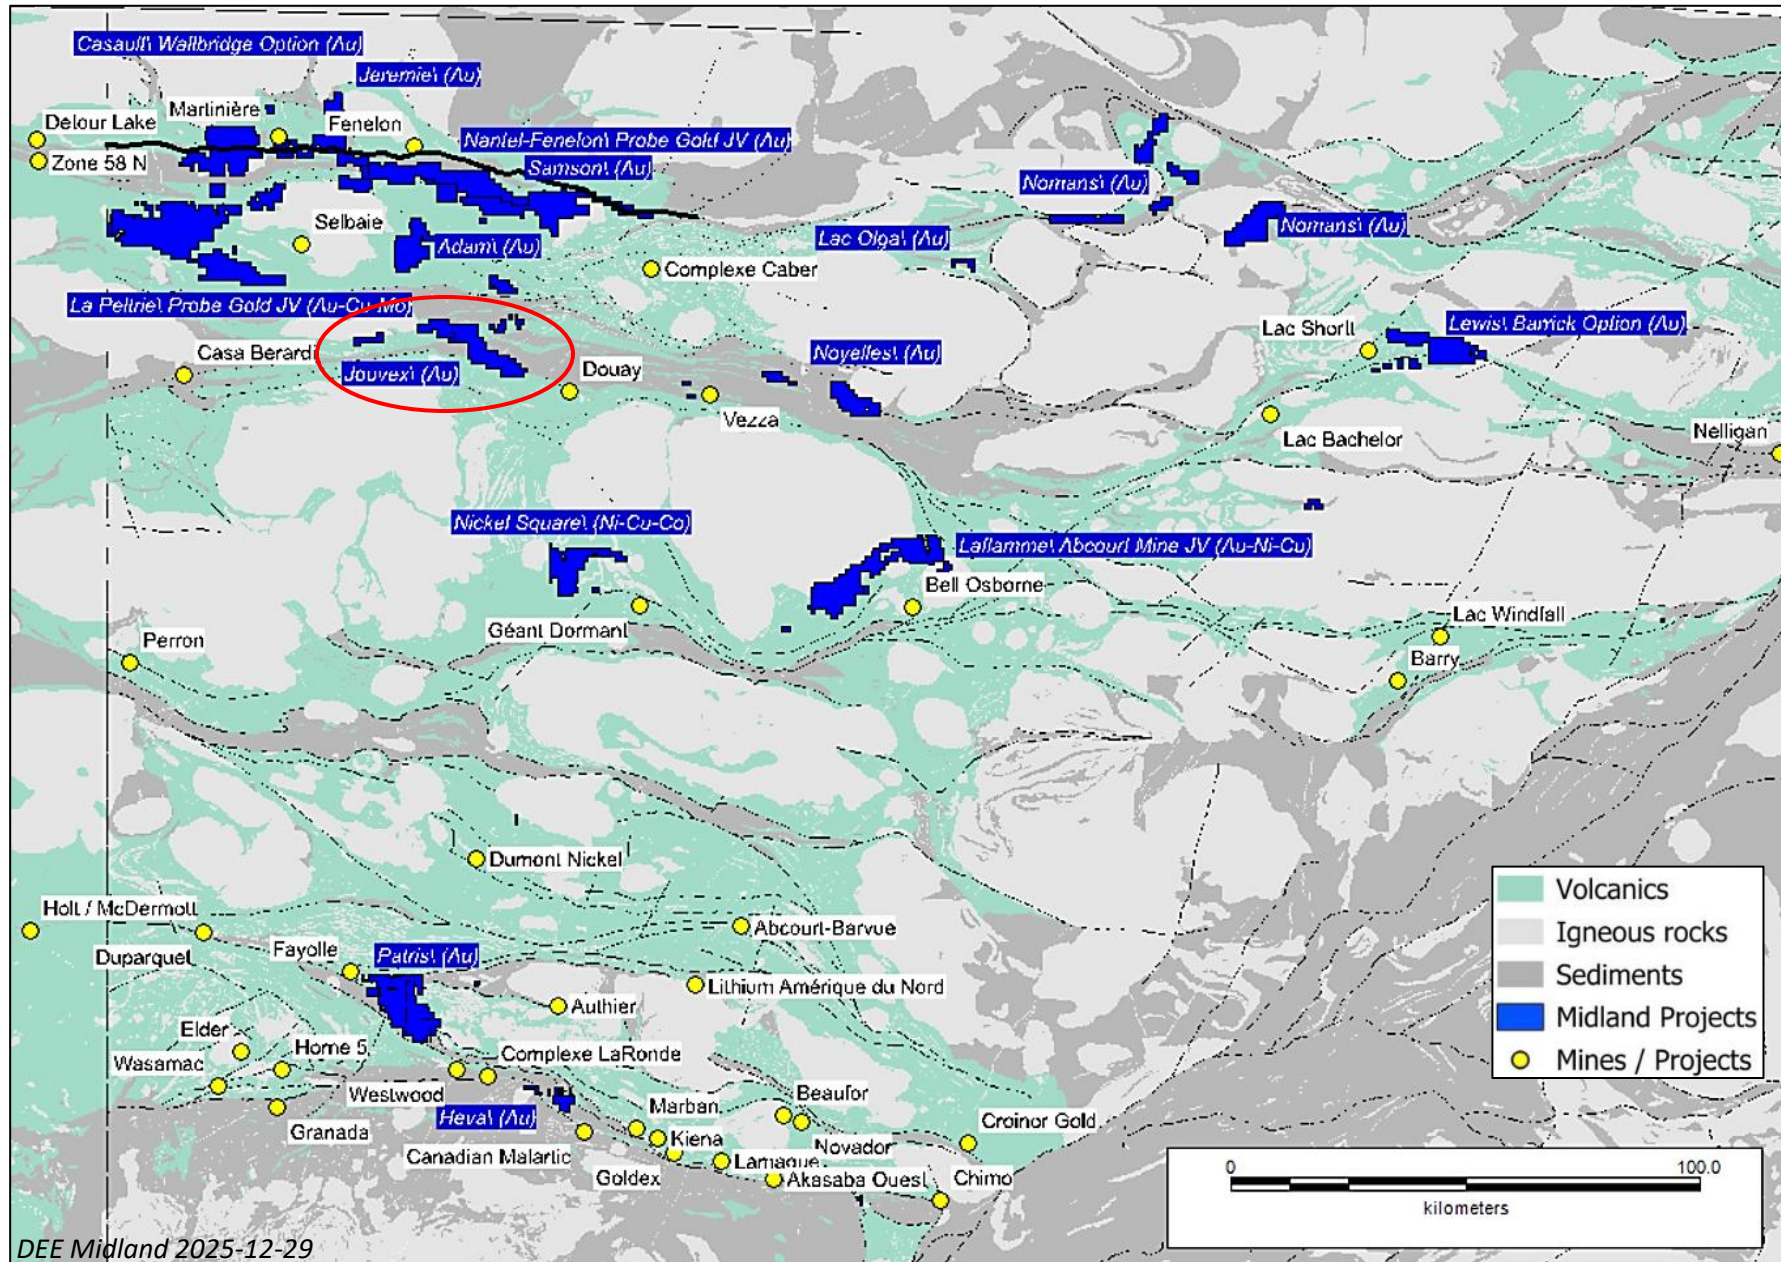 Casault\ Wallbridge Option (Au)
Jeremie\ (Au)
Martinière
Fenelon
Delour Lake
Nantel-Fenelon\ Probe Gold JV (Au)
Zone 58 N
Samson\ (Au)
Nomans\ (Au)
Selbaie
Nomans\ (Au)
Adam\ (Au)
Lac Olga\ (Au)
Complexe Caber
La Peltrie\ Probe Gold JV (Au-Cu-Mo)
Lac Shortt
Lewis\ Barrick Option (Au)
Casa Berardi
Noyelles\ (Au)
Jouvex\ (Au)
Douay
Vezza
Lac Bachelor
Nelligan
Nickel Square\ (Ni-Cu-Co)
Laflamme\ Abcourt Mine JV (Au-Ni-Cu)
Bell Osborne
Géant Dormant
Lac Windfall
Perron
Barry
Dumont Nickel
Volcanics
Igneous rocks
Sediments
Midland Projects
Mines / Projects
Holt / McDermott
Abcourt-Barvue
Duparquet
Fayolle
Patris\ (Au)
Lithium Amérique du Nord
Authier
Elder
Horne 5
Wasamac
Complexe LaRonde
Westwood
Heva\ (Au)
Marban
Beaufor
Granada
Kiena
Novador
Croinor Gold
Canadian Malartic
Goldex
Lamaque
Akasaba Ouest
Chimo
0 100.0
kilometers
DEE Midland 2025-12-29